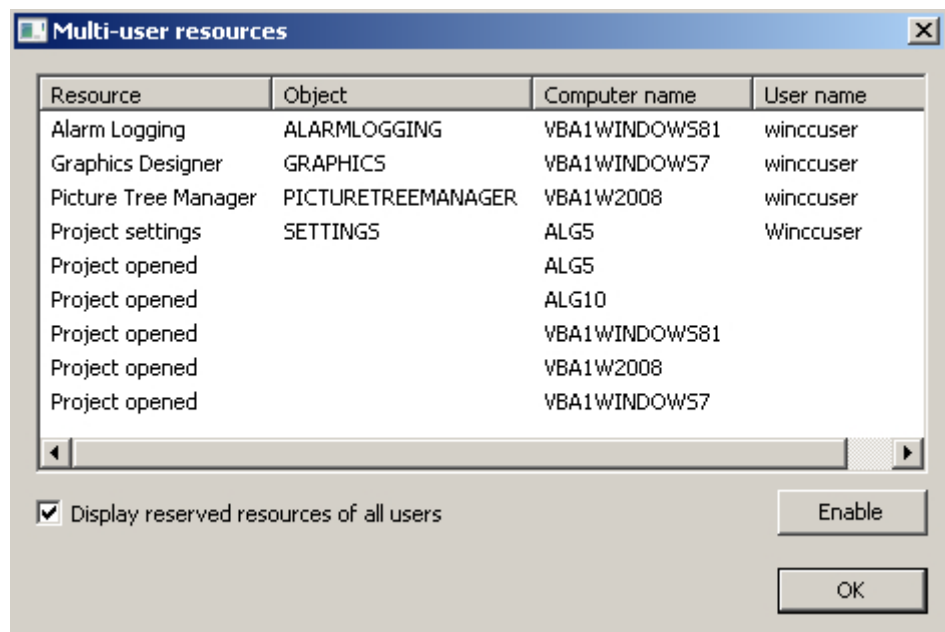 Multi-user resources
Resource Object Computer name User name
Alarm Logging ALARMLOGGING VBA1WINDOWS81 winccuser
Graphics Designer GRAPHICS VBA1WINDOWS7 winccuser
Picture Tree Manager PICTURETREEMANAGER VBA1W2008 winccuser
Project settings SETTINGS ALG5 Winccuser
Project opened ALG5
Project opened ALG10
Project opened VBA1WINDOWS81
Project opened VBA1W2008
Project opened VBA1WINDOWS7
Display reserved resources of all users
Enable
OK